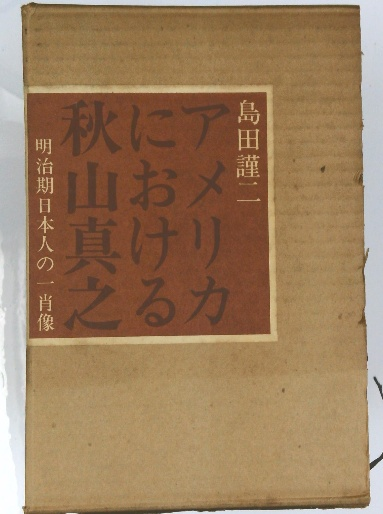 島田謹二
アメリカ
における
秋山真之
明治期日本人の一肖像